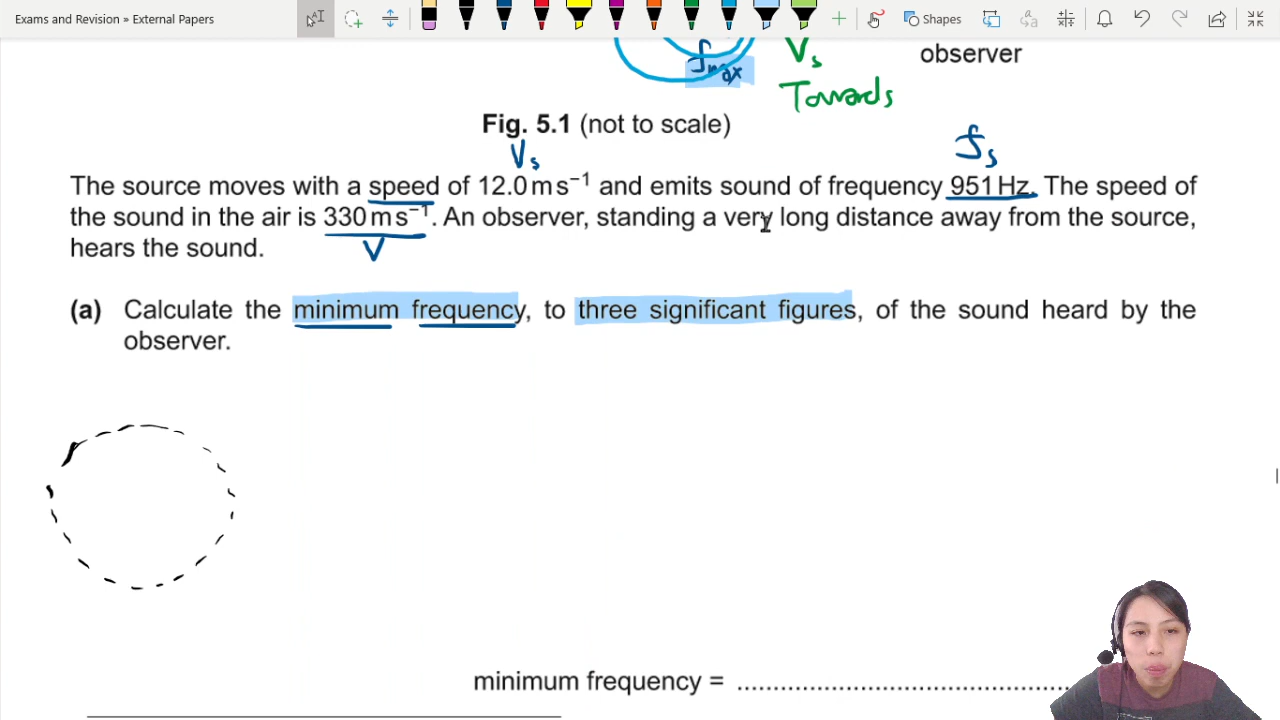 Exams and Revision » External Papers
Shapes
fmax
Vs
Towards
observer
Fig. 5.1 (not to scale)
Vs
fs
The source moves with a speed of 12.0 m s⁻¹ and emits sound of frequency 951 Hz. The speed of
the sound in the air is 330 m s⁻¹. An observer, standing a very long distance away from the source,
hears the sound.
V
(a) Calculate the minimum frequency, to three significant figures, of the sound heard by the
observer.
minimum frequency = ..........................................